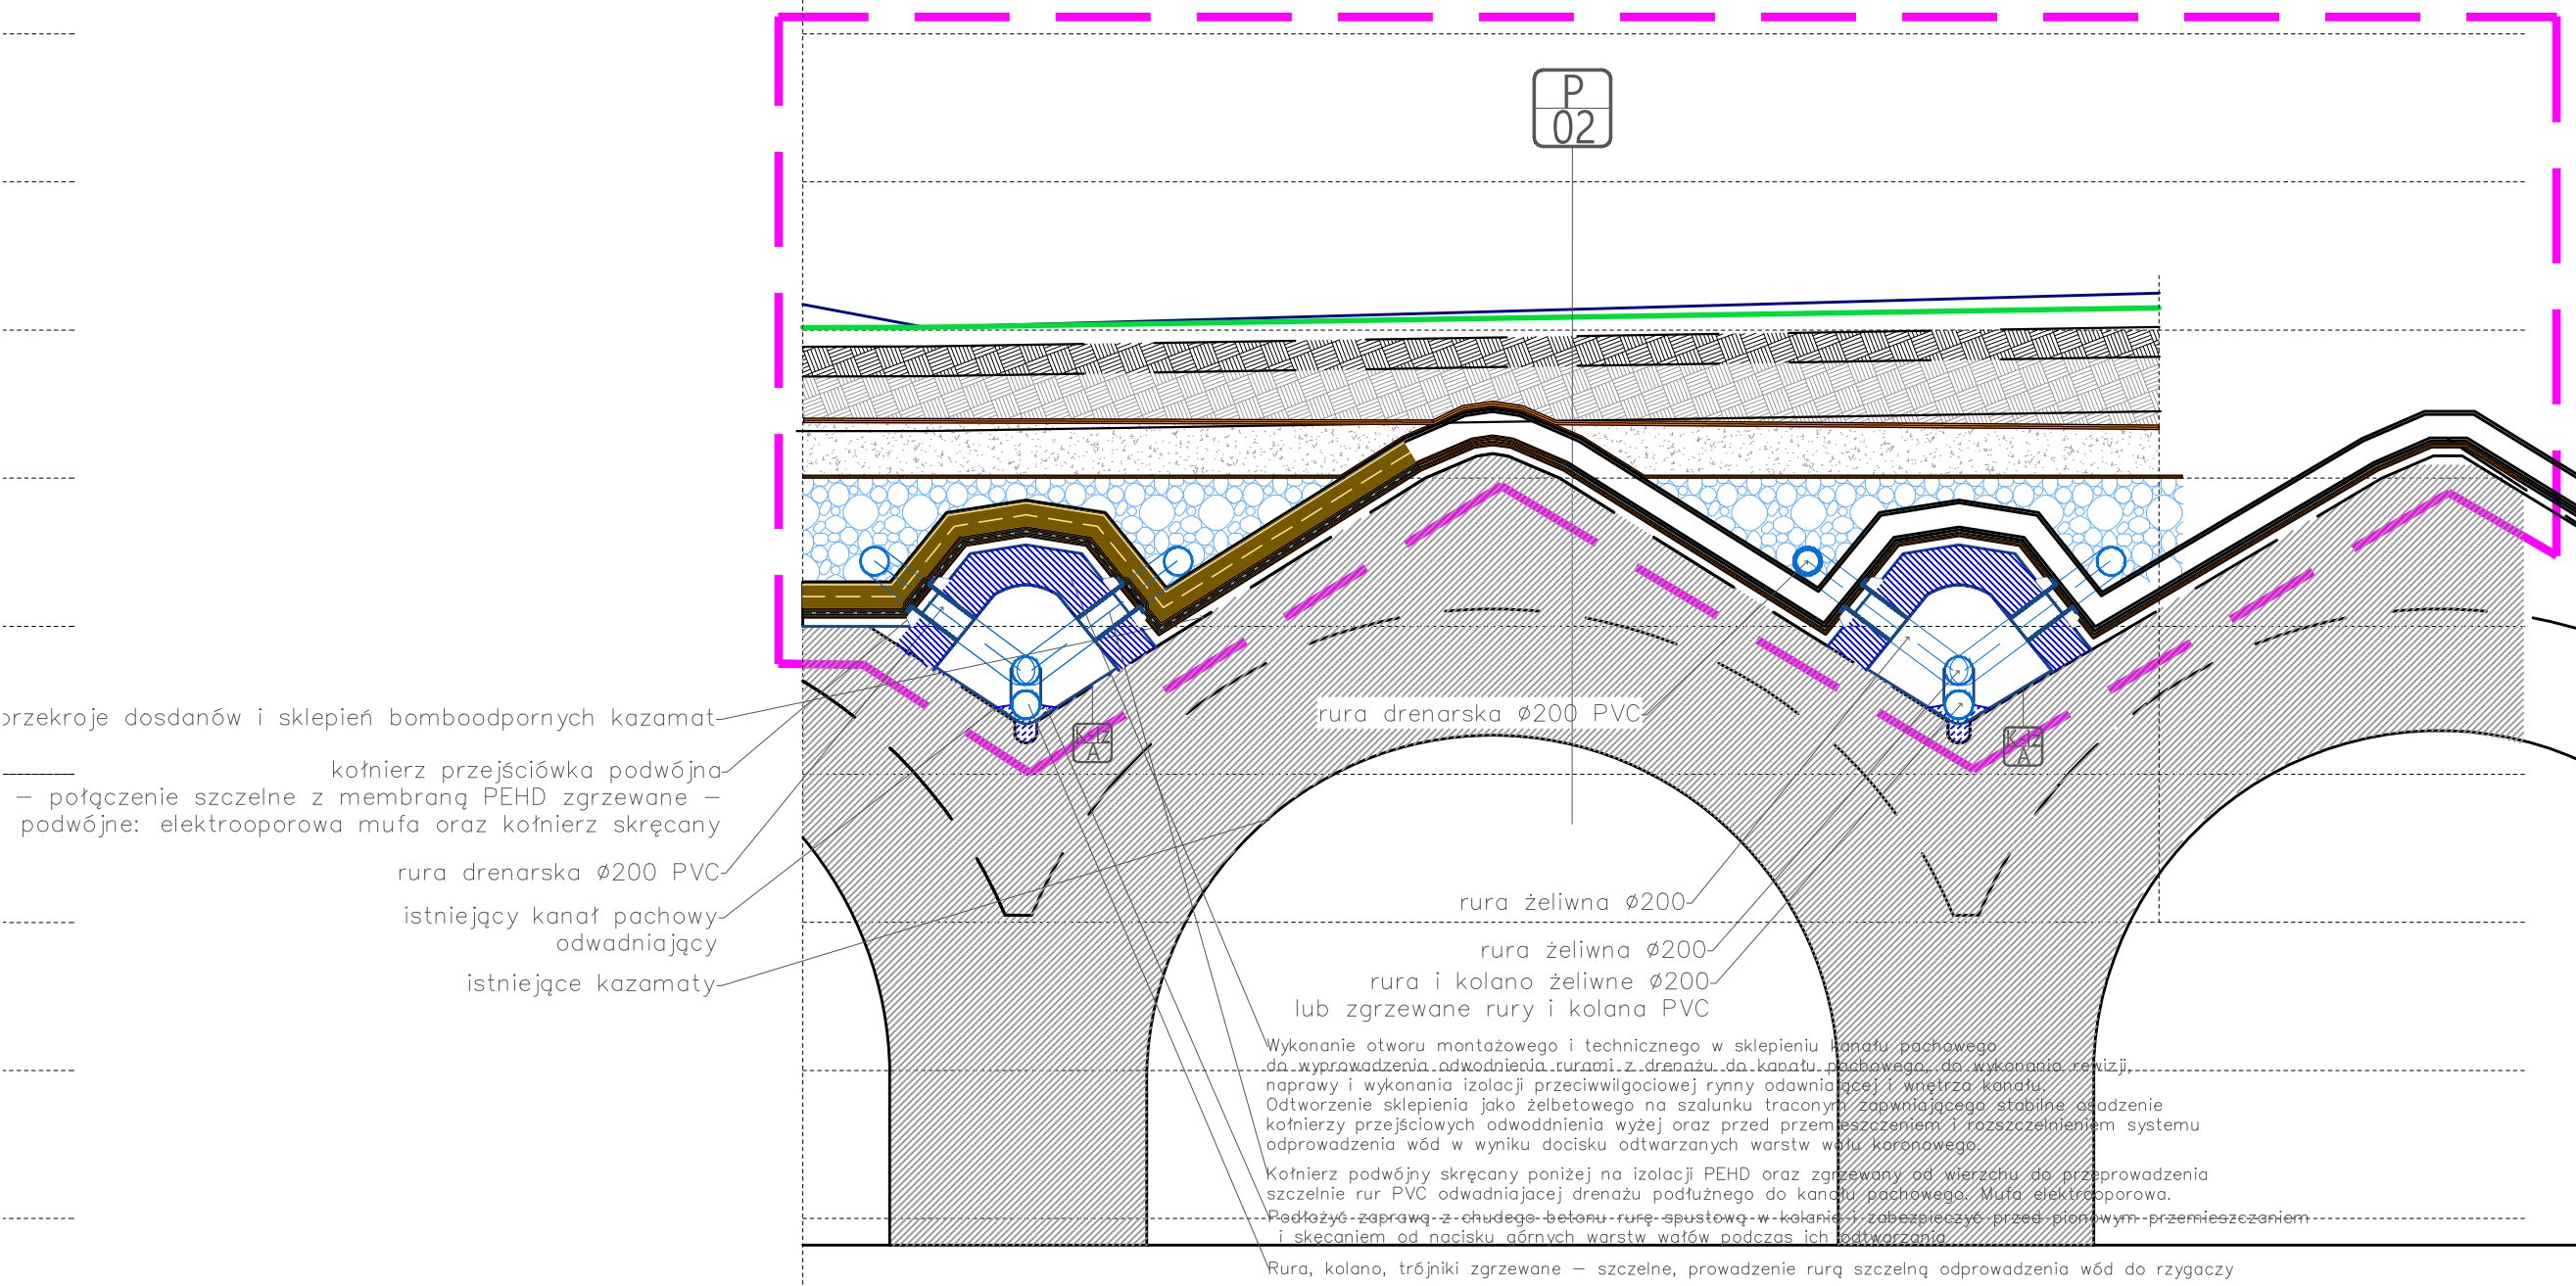 P
02
rura drenarska Ø200 PVC
przekroje dosdanów i sklepień bomboodpornych kazamat
kołnierz przejściówka podwójna
– połączenie szczelne z membraną PEHD zgrzewane –
podwójne: elektrooporowa mufa oraz kołnierz skręcany
rura drenarska Ø200 PVC
istniejący kanał pachowy
odwadniający
istniejące kazamaty
A
A
rura żeliwna Ø200
rura żeliwna Ø200
rura i kolano żeliwne Ø200
lub zgrzewane rury i kolana PVC
Wykonanie otworu montażowego i technicznego w sklepieniu kanału pachowego
do wyprowadzenia odwodnienia rurami z drenażu do kanału pachowego, do wykonania rewizji,
naprawy i wykonania izolacji przeciwwilgociowej rynny odawniającej i wnętrza kanału.
Odtworzenie sklepienia jako żelbetowego na szalunku traconym zapwniającego stabilne osadzenie
kołnierzy przejściowych odwoddnienia wyżej oraz przed przemieszczeniem i rozszczelnieniem systemu
odprowadzenia wód w wyniku docisku odtwarzanych warstw wału koronowego.
Kołnierz podwójny skręcany poniżej na izolacji PEHD oraz zgrzewany od wierzchu do przeprowadzenia
szczelnie rur PVC odwadniajacej drenażu podłużnego do kanału pachowego. Mufa elektrooporowa.
Podłożyć zaprawą z chudego betonu rurę spustową w kolanie i zabezpieczyć przed pionowym przemieszczaniem
i skęcaniem od nacisku górnych warstw wałów podczas ich odtwarzania
Rura, kolano, trójniki zgrzewane – szczelne, prowadzenie rurą szczelną odprowadzenia wód do rzygaczy